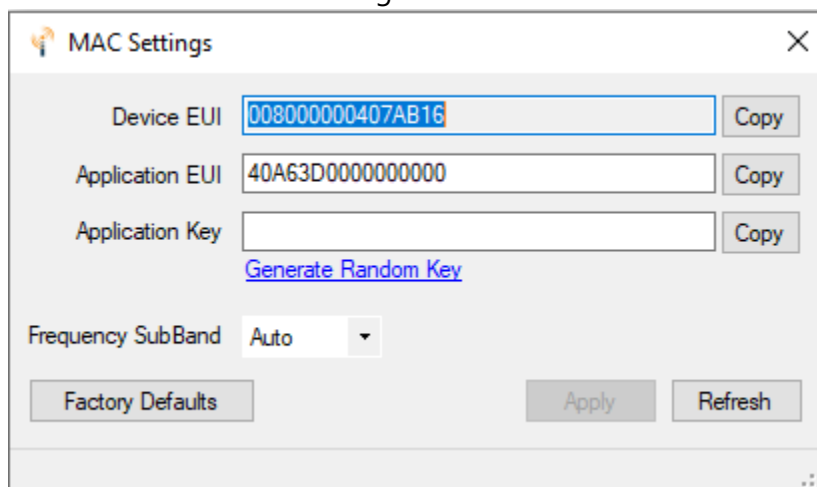 MAC Settings
Device EUI 008000000407AB16 Copy
Application EUI 40A63D0000000000 Copy
Application Key Copy
Generate Random Key
Frequency SubBand Auto
Factory Defaults Apply Refresh